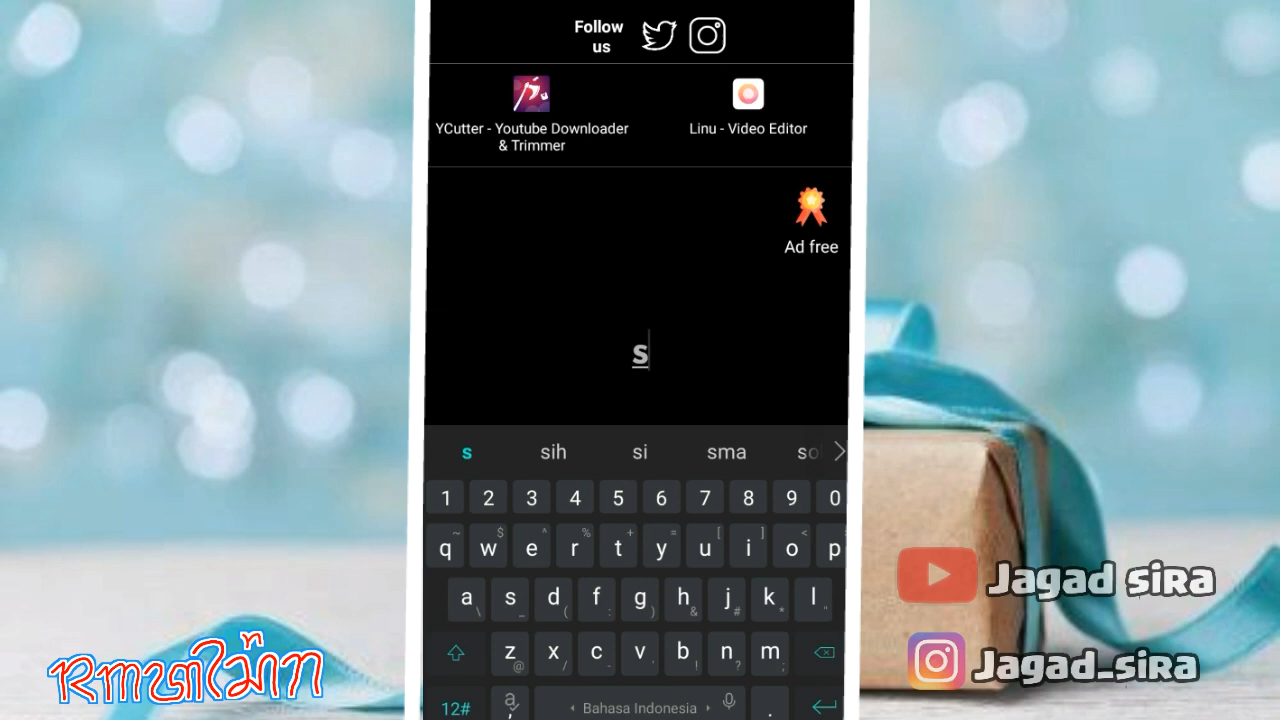 Follow
us
YCutter - Youtube Downloader
& Trimmer
Linu - Video Editor
Ad free
s
s sih si sma so
1 2 3 4 5 6 7 8 9 0
q w e r t y u i o p
a s d f g h j k l
z x c v b n m
12# Bahasa Indonesia .
Jagad siRa
Jagad_siRa